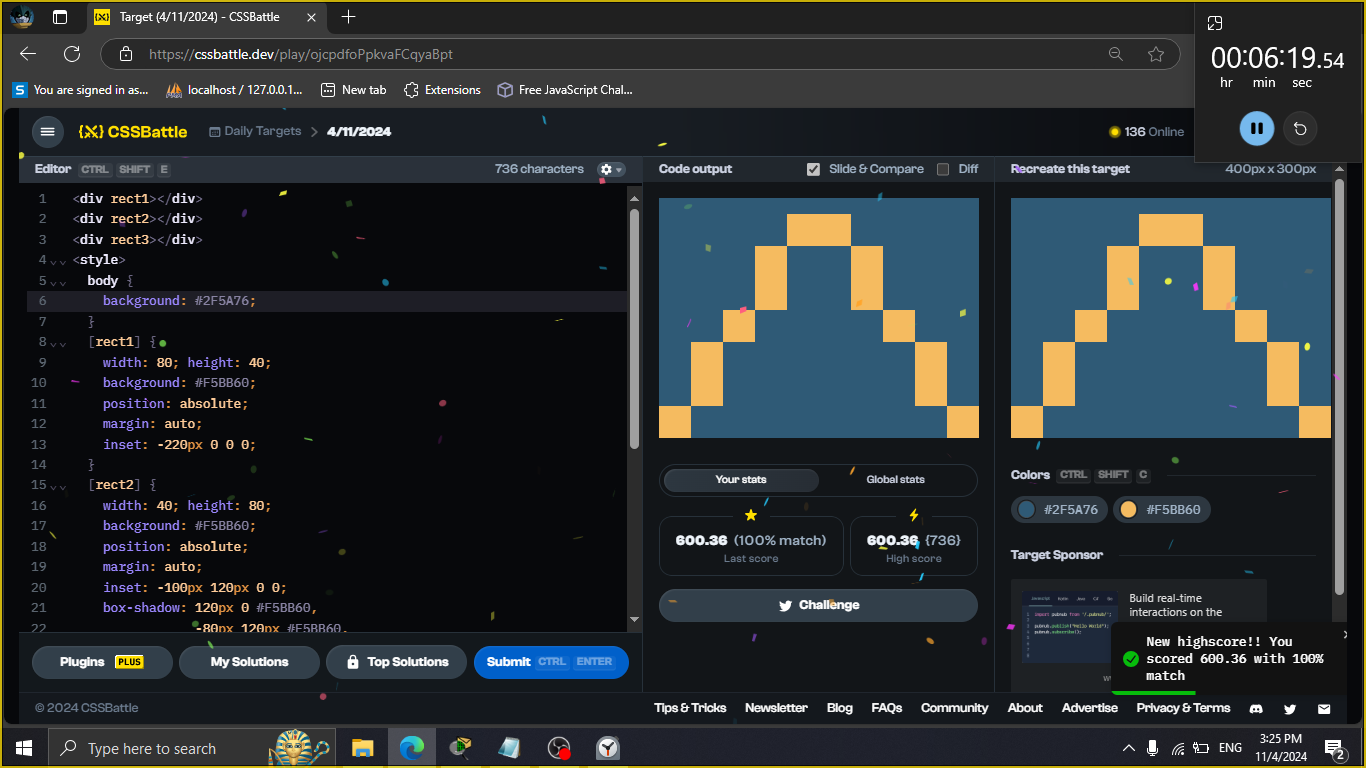 Target (4/11/2024) - CSSBattle
https://cssbattle.dev/play/ojcpdfoPpkvaFCqyaBpt
00:06:19.54
hr min sec
You are signed in as...
localhost / 127.0.0.1...
New tab
Extensions
Free JavaScript Chal...
{X} CSSBattle
Daily Targets > 4/11/2024
136 Online
Editor CTRL SHIFT E
736 characters
Code output
Slide & Compare
Diff
Recreate this target
400px x 300px
1 <div rect1></div>
2 <div rect2></div>
3 <div rect3></div>
4 <style>
5 body {
6 background: #2F5A76;
7 }
8 [rect1] {
9 width: 80; height: 40;
10 background: #F5BB60;
11 position: absolute;
12 margin: auto;
13 inset: -220px 0 0 0;
14 }
15 [rect2] {
16 width: 40; height: 80;
17 background: #F5BB60;
18 position: absolute;
19 margin: auto;
20 inset: -100px 120px 0 0;
21 box-shadow: 120px 0 #F5BB60,
22 -80px 120px #F5BB60,
Your stats
Global stats
600.36 (100% match)
Last score
600.36 {736}
High score
Challenge
Colors CTRL SHIFT C
#2F5A76
#F5BB60
Target Sponsor
Build real-time
interactions on the
New highscore!! You
scored 600.36 with 100%
match
Plugins PLUS
My Solutions
Top Solutions
Submit CTRL ENTER
© 2024 CSSBattle
Tips & Tricks
Newsletter
Blog
FAQs
Community
About
Advertise
Privacy & Terms
Type here to search
ENG
3:25 PM
11/4/2024
2